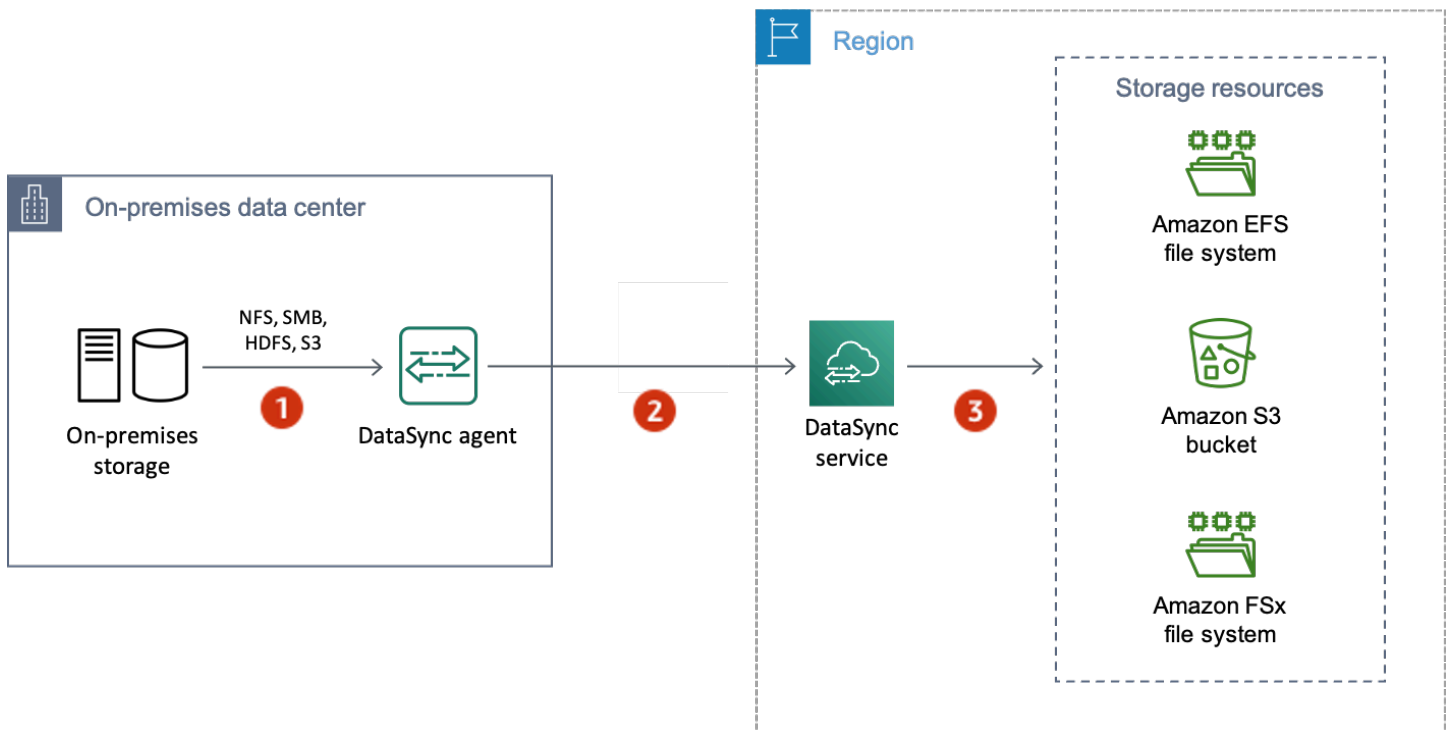 Region
Storage resources
Amazon EFS
file system
On-premises data center
NFS, SMB,
HDFS, S3
1
2
3
On-premises
storage
DataSync agent
DataSync
service
Amazon S3
bucket
Amazon FSx
file system